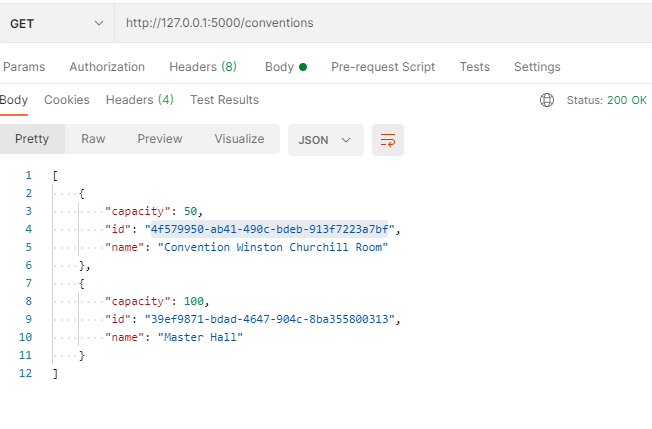 GET http://127.0.0.1:5000/conventions
Params Authorization Headers (8) Body Pre-request Script Tests Settings
Body Cookies Headers (4) Test Results Status: 200 OK
Pretty Raw Preview Visualize JSON
1 [
2 {
3 "capacity": 50,
4 "id": "4f579950-ab41-490c-bdeb-913f7223a7bf",
5 "name": "Convention Winston Churchill Room"
6 },
7 {
8 "capacity": 100,
9 "id": "39ef9871-bdad-4647-904c-8ba355800313",
10 "name": "Master Hall"
11 }
12 ]